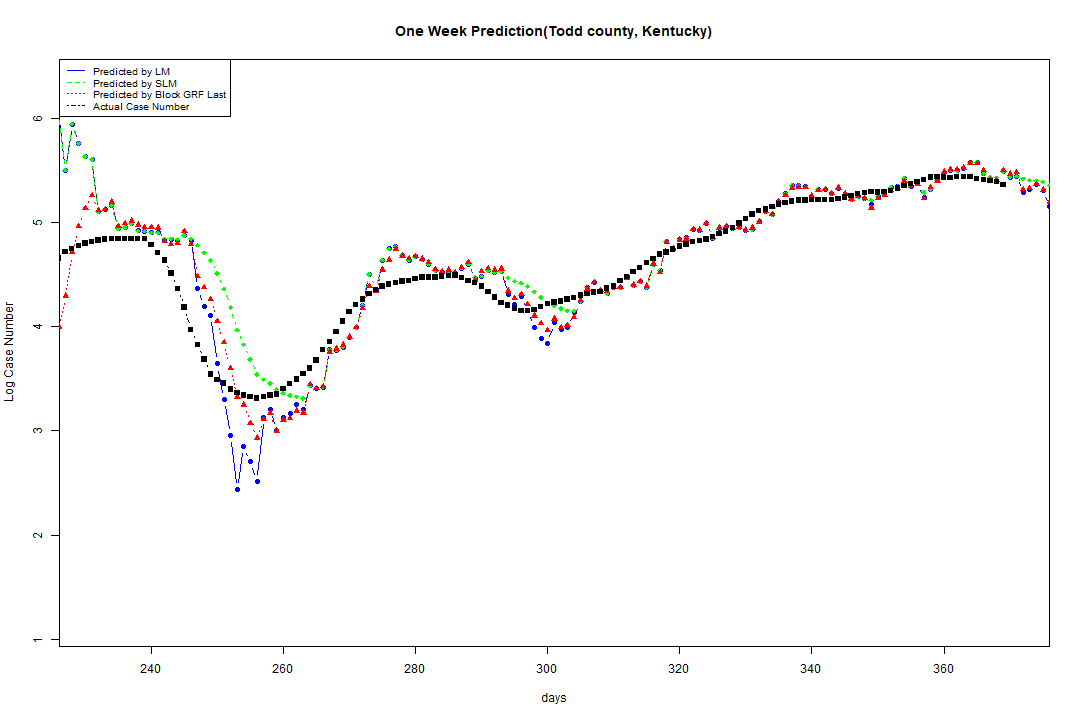 One Week Prediction(Todd county, Kentucky)
Predicted by LM
Predicted by SLM
Predicted by Block GRF Last
Actual Case Number
6
5
4
3
2
1
Log Case Number
240 260 280 300 320 340 360
days